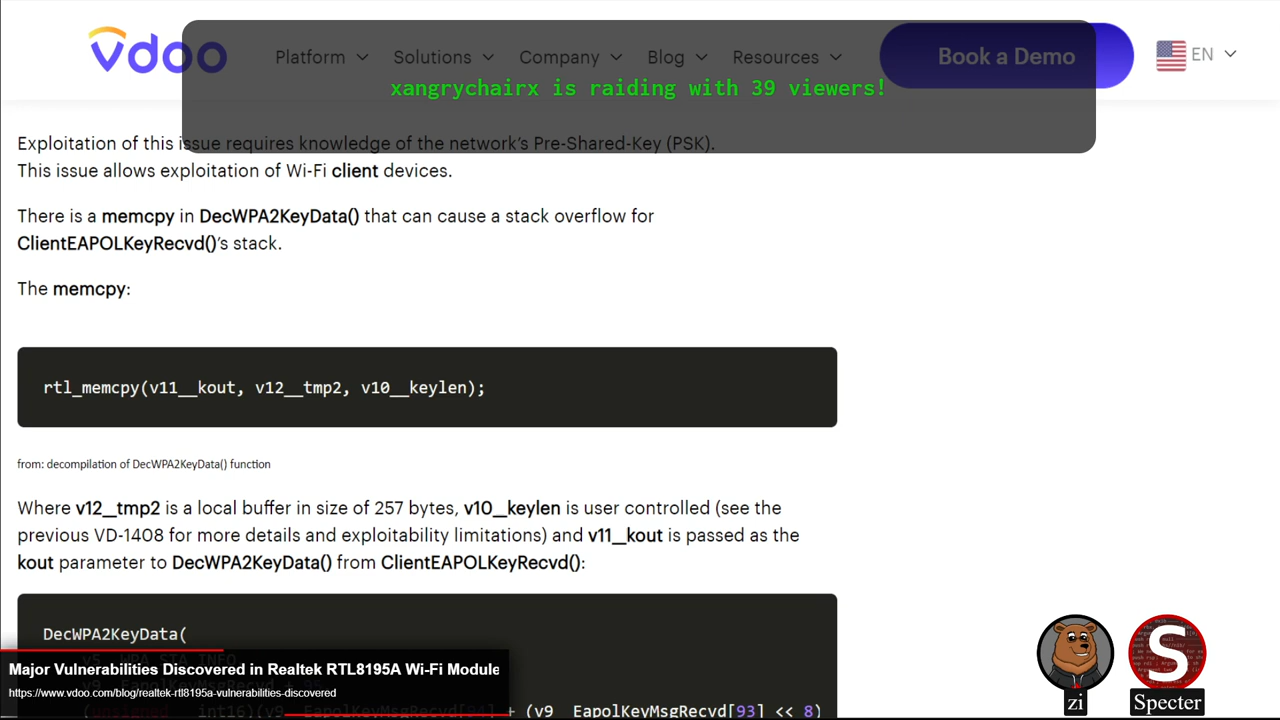 vdoo
Platform
Solutions
Company
Blog
Resources
Book a Demo
EN
xangrychairx is raiding with 39 viewers!
Exploitation of this issue requires knowledge of the network’s Pre-Shared-Key (PSK).
This issue allows exploitation of Wi-Fi client devices.
There is a memcpy in DecWPA2KeyData() that can cause a stack overflow for
ClientEAPOLKeyRecvd()’s stack.
The memcpy:
rtl_memcpy(v11__kout, v12__tmp2, v10__keylen);
from: decompilation of DecWPA2KeyData() function
Where v12__tmp2 is a local buffer in size of 257 bytes, v10__keylen is user controlled (see the
previous VD-1408 for more details and exploitability limitations) and v11__kout is passed as the
kout parameter to DecWPA2KeyData() from ClientEAPOLKeyRecvd():
DecWPA2KeyData(
Major Vulnerabilities Discovered in Realtek RTL8195A Wi-Fi Module
https://www.vdoo.com/blog/realtek-rtl8195a-vulnerabilities-discovered
+ (v9__EapolKeyMsgRecvd[93] << 8)
zi
S
Specter